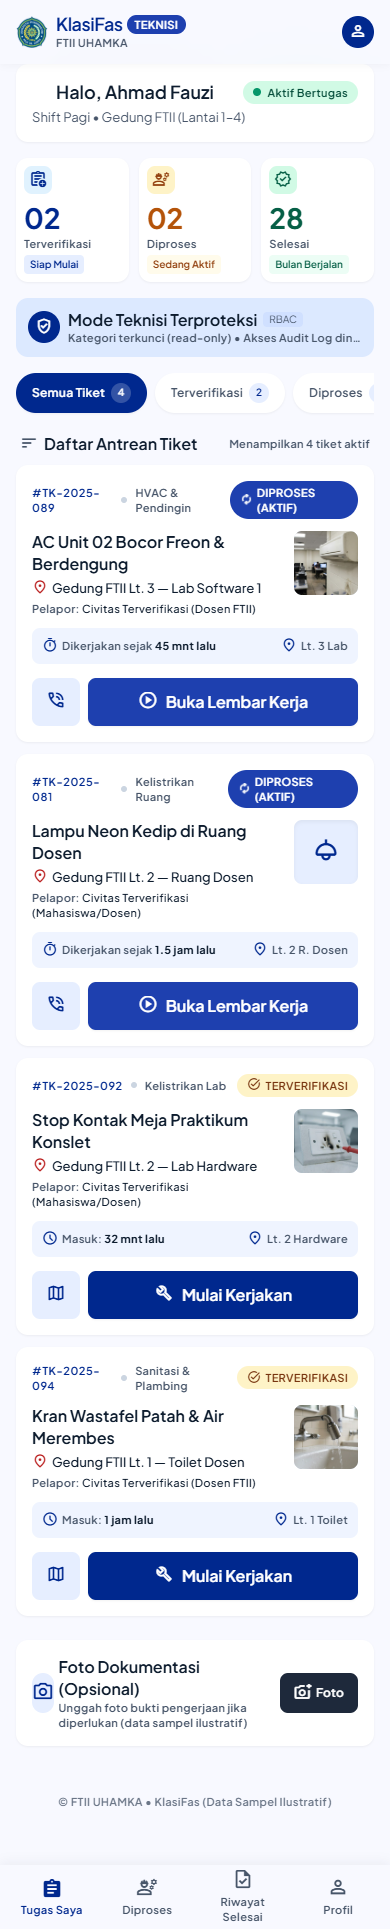 KlasiFas TEKNISI
FTII UHAMKA
Halo, Ahmad Fauzi
Aktif Bertugas
Shift Pagi • Gedung FTII (Lantai 1–4)
02
Terverifikasi
Siap Mulai
02
Diproses
Sedang Aktif
28
Selesai
Bulan Berjalan
Mode Teknisi Terproteksi RBAC
Kategori terkunci (read-only) • Akses Audit Log din...
Semua Tiket 4
Terverifikasi 2
Diproses
Daftar Antrean Tiket
Menampilkan 4 tiket aktif
#TK-2025-
089
HVAC &
Pendingin
DIPROSES
(AKTIF)
AC Unit 02 Bocor Freon &
Berdengung
Gedung FTII Lt. 3 — Lab Software 1
Pelapor: Civitas Terverifikasi (Dosen FTII)
Dikerjakan sejak 45 mnt lalu
Lt. 3 Lab
Buka Lembar Kerja
#TK-2025-
081
Kelistrikan
Ruang
DIPROSES
(AKTIF)
Lampu Neon Kedip di Ruang
Dosen
Gedung FTII Lt. 2 — Ruang Dosen
Pelapor: Civitas Terverifikasi
(Mahasiswa/Dosen)
Dikerjakan sejak 1.5 jam lalu
Lt. 2 R. Dosen
Buka Lembar Kerja
#TK-2025-092
Kelistrikan Lab
TERVERIFIKASI
Stop Kontak Meja Praktikum
Konslet
Gedung FTII Lt. 2 — Lab Hardware
Pelapor: Civitas Terverifikasi
(Mahasiswa/Dosen)
Masuk: 32 mnt lalu
Lt. 2 Hardware
Mulai Kerjakan
#TK-2025-
094
Sanitasi &
Plambing
TERVERIFIKASI
Kran Wastafel Patah & Air
Merembes
Gedung FTII Lt. 1 — Toilet Dosen
Pelapor: Civitas Terverifikasi (Dosen FTII)
Masuk: 1 jam lalu
Lt. 1 Toilet
Mulai Kerjakan
Foto Dokumentasi
(Opsional)
Unggah foto bukti pengerjaan jika
diperlukan (data sampel ilustratif)
Foto
© FTII UHAMKA • KlasiFas (Data Sampel Ilustratif)
Tugas Saya
Diproses
Riwayat
Selesai
Profil